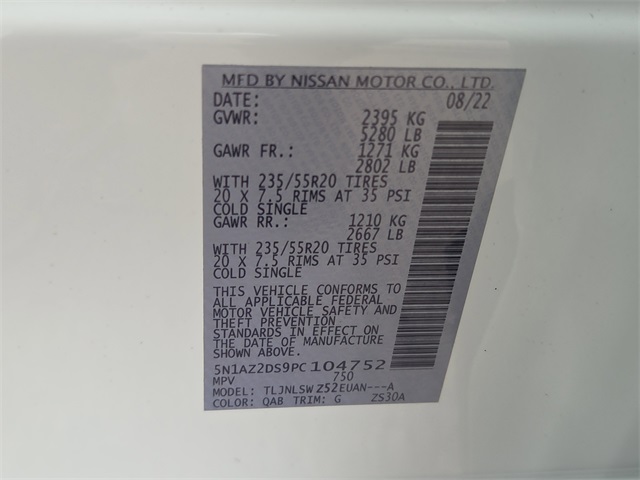 MFD BY NISSAN MOTOR CO., LTD.
DATE: 08/22
GVWR: 2395 KG
5280 LB
GAWR FR.: 1271 KG
2802 LB
WITH 235/55R20 TIRES
20 X 7.5 RIMS AT 35 PSI
COLD SINGLE
GAWR RR.: 1210 KG
2667 LB
WITH 235/55R20 TIRES
20 X 7.5 RIMS AT 35 PSI
COLD SINGLE
THIS VEHICLE CONFORMS TO
ALL APPLICABLE FEDERAL
MOTOR VEHICLE SAFETY AND
THEFT PREVENTION
STANDARDS IN EFFECT ON
THE DATE OF MANUFACTURE
SHOWN ABOVE.
5N1AZ2DS9PC104752
MPV 750
MODEL: TLJNLSWZ52EUAN---A
COLOR: QAB TRIM: G ZS30A